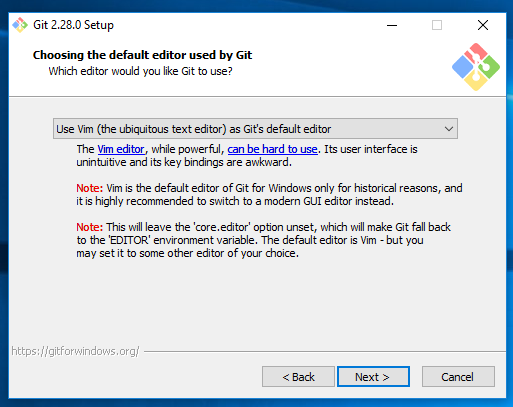 Git 2.28.0 Setup
Choosing the default editor used by Git
Which editor would you like Git to use?
Use Vim (the ubiquitous text editor) as Git's default editor
The Vim editor, while powerful, can be hard to use. Its user interface is
unintuitive and its key bindings are awkward.
Note: Vim is the default editor of Git for Windows only for historical reasons, and
it is highly recommended to switch to a modern GUI editor instead.
Note: This will leave the 'core.editor' option unset, which will make Git fall back
to the 'EDITOR' environment variable. The default editor is Vim - but you
may set it to some other editor of your choice.
https://gitforwindows.org/
< Back
Next >
Cancel